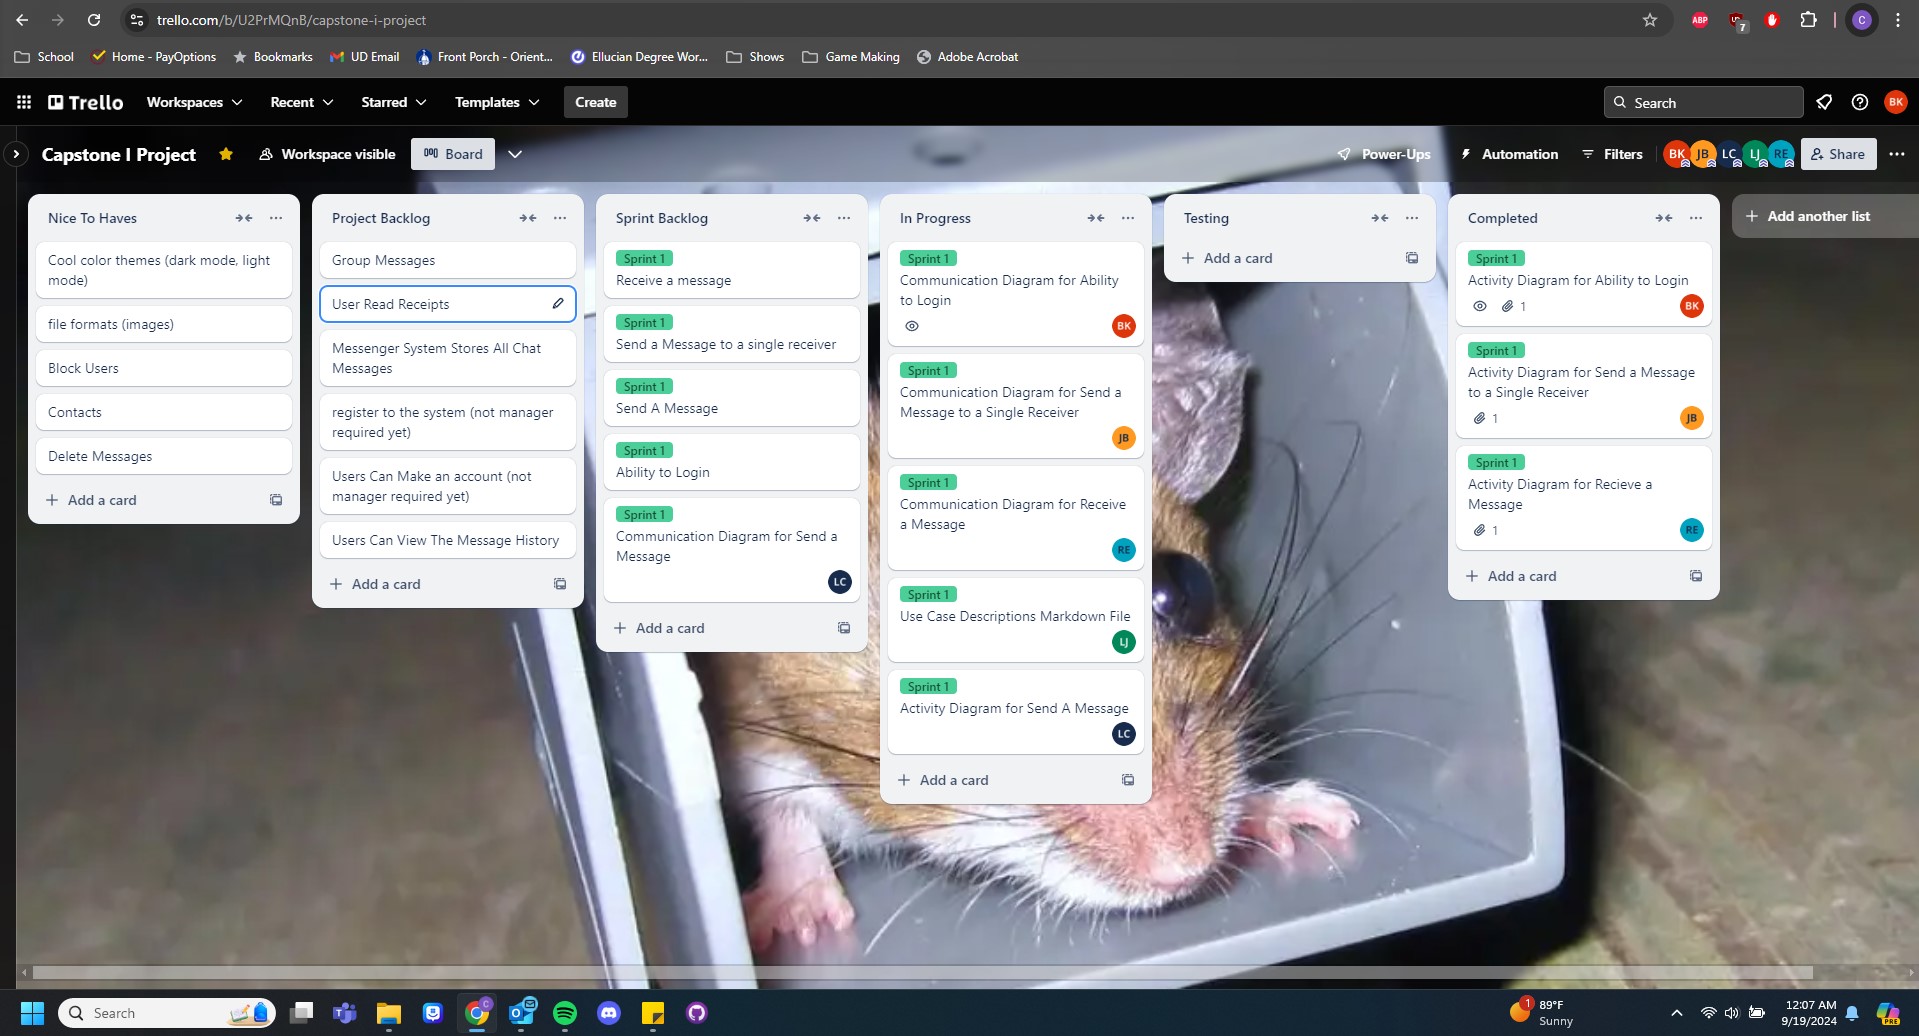 trello.com/b/U2PrMQnB/capstone-i-project
ABP
7
C
School
Home - PayOptions
Bookmarks
UD Email
Front Porch - Orient...
Ellucian Degree Wor...
Shows
Game Making
Adobe Acrobat
Trello
Workspaces
Recent
Starred
Templates
Create
Search
BK
Capstone I Project
Workspace visible
Board
Power-Ups
Automation
Filters
BK
JB
LC
LJ
RE
Share
Nice To Haves
Cool color themes (dark mode, light
mode)
file formats (images)
Block Users
Contacts
Delete Messages
Add a card
Project Backlog
Group Messages
User Read Receipts
Messenger System Stores All Chat
Messages
register to the system (not manager
required yet)
Users Can Make an account (not
manager required yet)
Users Can View The Message History
Add a card
Sprint Backlog
Sprint 1
Receive a message
Sprint 1
Send a Message to a single receiver
Sprint 1
Send A Message
Sprint 1
Ability to Login
Sprint 1
Communication Diagram for Send a
Message
LC
Add a card
In Progress
Sprint 1
Communication Diagram for Ability
to Login
BK
Sprint 1
Communication Diagram for Send a
Message to a Single Receiver
JB
Sprint 1
Communication Diagram for Receive
a Message
RE
Sprint 1
Use Case Descriptions Markdown File
LJ
Sprint 1
Activity Diagram for Send A Message
LC
Add a card
Testing
Add a card
Completed
Sprint 1
Activity Diagram for Ability to Login
1
BK
Sprint 1
Activity Diagram for Send a Message
to a Single Receiver
1
JB
Sprint 1
Activity Diagram for Recieve a
Message
1
RE
Add a card
Add another list
Search
C
1
89°F
Sunny
12:07 AM
9/19/2024
PRE